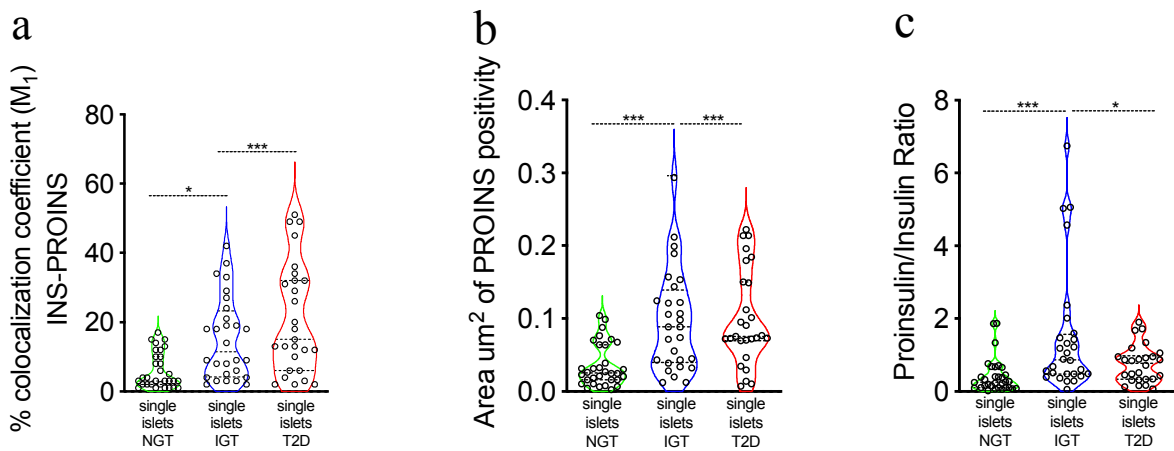 a
% colocalization coefficient (M1)
INS-PROINS
80
60
40
20
0
*
***
single
islets
NGT
single
islets
IGT
single
islets
T2D
b
Area um2 of PROINS positivity
0.4
0.3
0.2
0.1
0.0
***
***
single
islets
NGT
single
islets
IGT
single
islets
T2D
c
Proinsulin/Insulin Ratio
8
6
4
2
0
***
*
single
islets
NGT
single
islets
IGT
single
islets
T2D